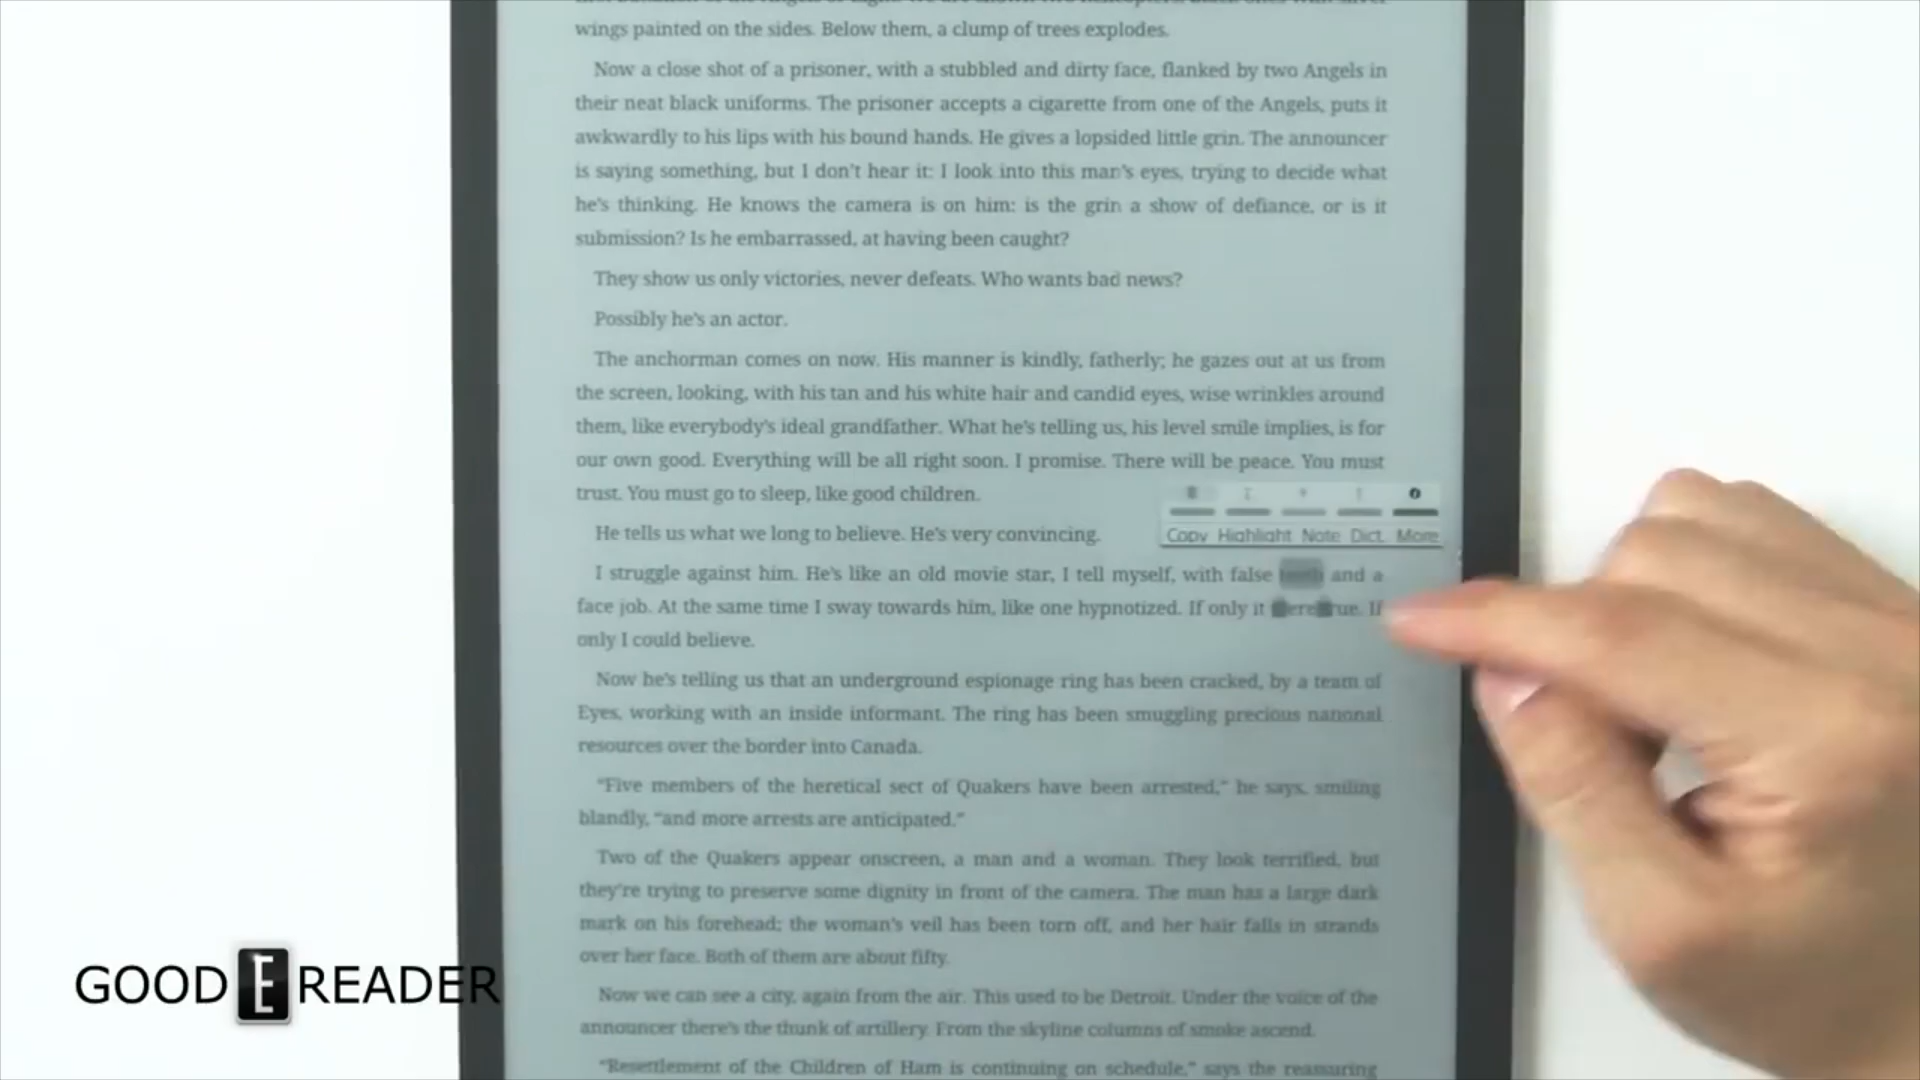 wings painted on the sides. Below them, a clump of trees explodes.
Now a close shot of a prisoner, with a stubbled and dirty face, flanked by two Angels in
their neat black uniforms. The prisoner accepts a cigarette from one of the Angels, puts it
awkwardly to his lips with his bound hands. He gives a lopsided little grin. The announcer
is saying something, but I don't hear it: I look into this man's eyes, trying to decide what
he's thinking. He knows the camera is on him: is the grin a show of defiance, or is it
submission? Is he embarrassed, at having been caught?
They show us only victories, never defeats. Who wants bad news?
Possibly he's an actor.
The anchorman comes on now. His manner is kindly, fatherly; he gazes out at us from
the screen, looking, with his tan and his white hair and candid eyes, wise wrinkles around
them, like everybody's ideal grandfather. What he's telling us, his level smile implies, is for
our own good. Everything will be all right soon. I promise. There will be peace. You must
trust. You must go to sleep, like good children.
Copy Highlight Note Dict. More
He tells us what we long to believe. He's very convincing.
I struggle against him. He's like an old movie star, I tell myself, with false and a
face job. At the same time I sway towards him, like one hypnotized. If only it If
only I could believe.
Now he's telling us that an underground espionage ring has been cracked, by a team of
Eyes, working with an inside informant. The ring has been smuggling precious national
resources over the border into Canada.
“Five members of the heretical sect of Quakers have been arrested,” he says, smiling
blandly, “and more arrests are anticipated.”
Two of the Quakers appear onscreen, a man and a woman. They look terrified, but
they're trying to preserve some dignity in front of the camera. The man has a large dark
mark on his forehead; the woman's veil has been torn off, and her hair falls in strands
over her face. Both of them are about fifty.
Now we can see a city, again from the air. This used to be Detroit. Under the voice of the
announcer there's the thunk of artillery. From the skyline columns of smoke ascend.
“Resettlement of the Children of Ham is continuing on schedule,” says the reassuring
GOOD E READER